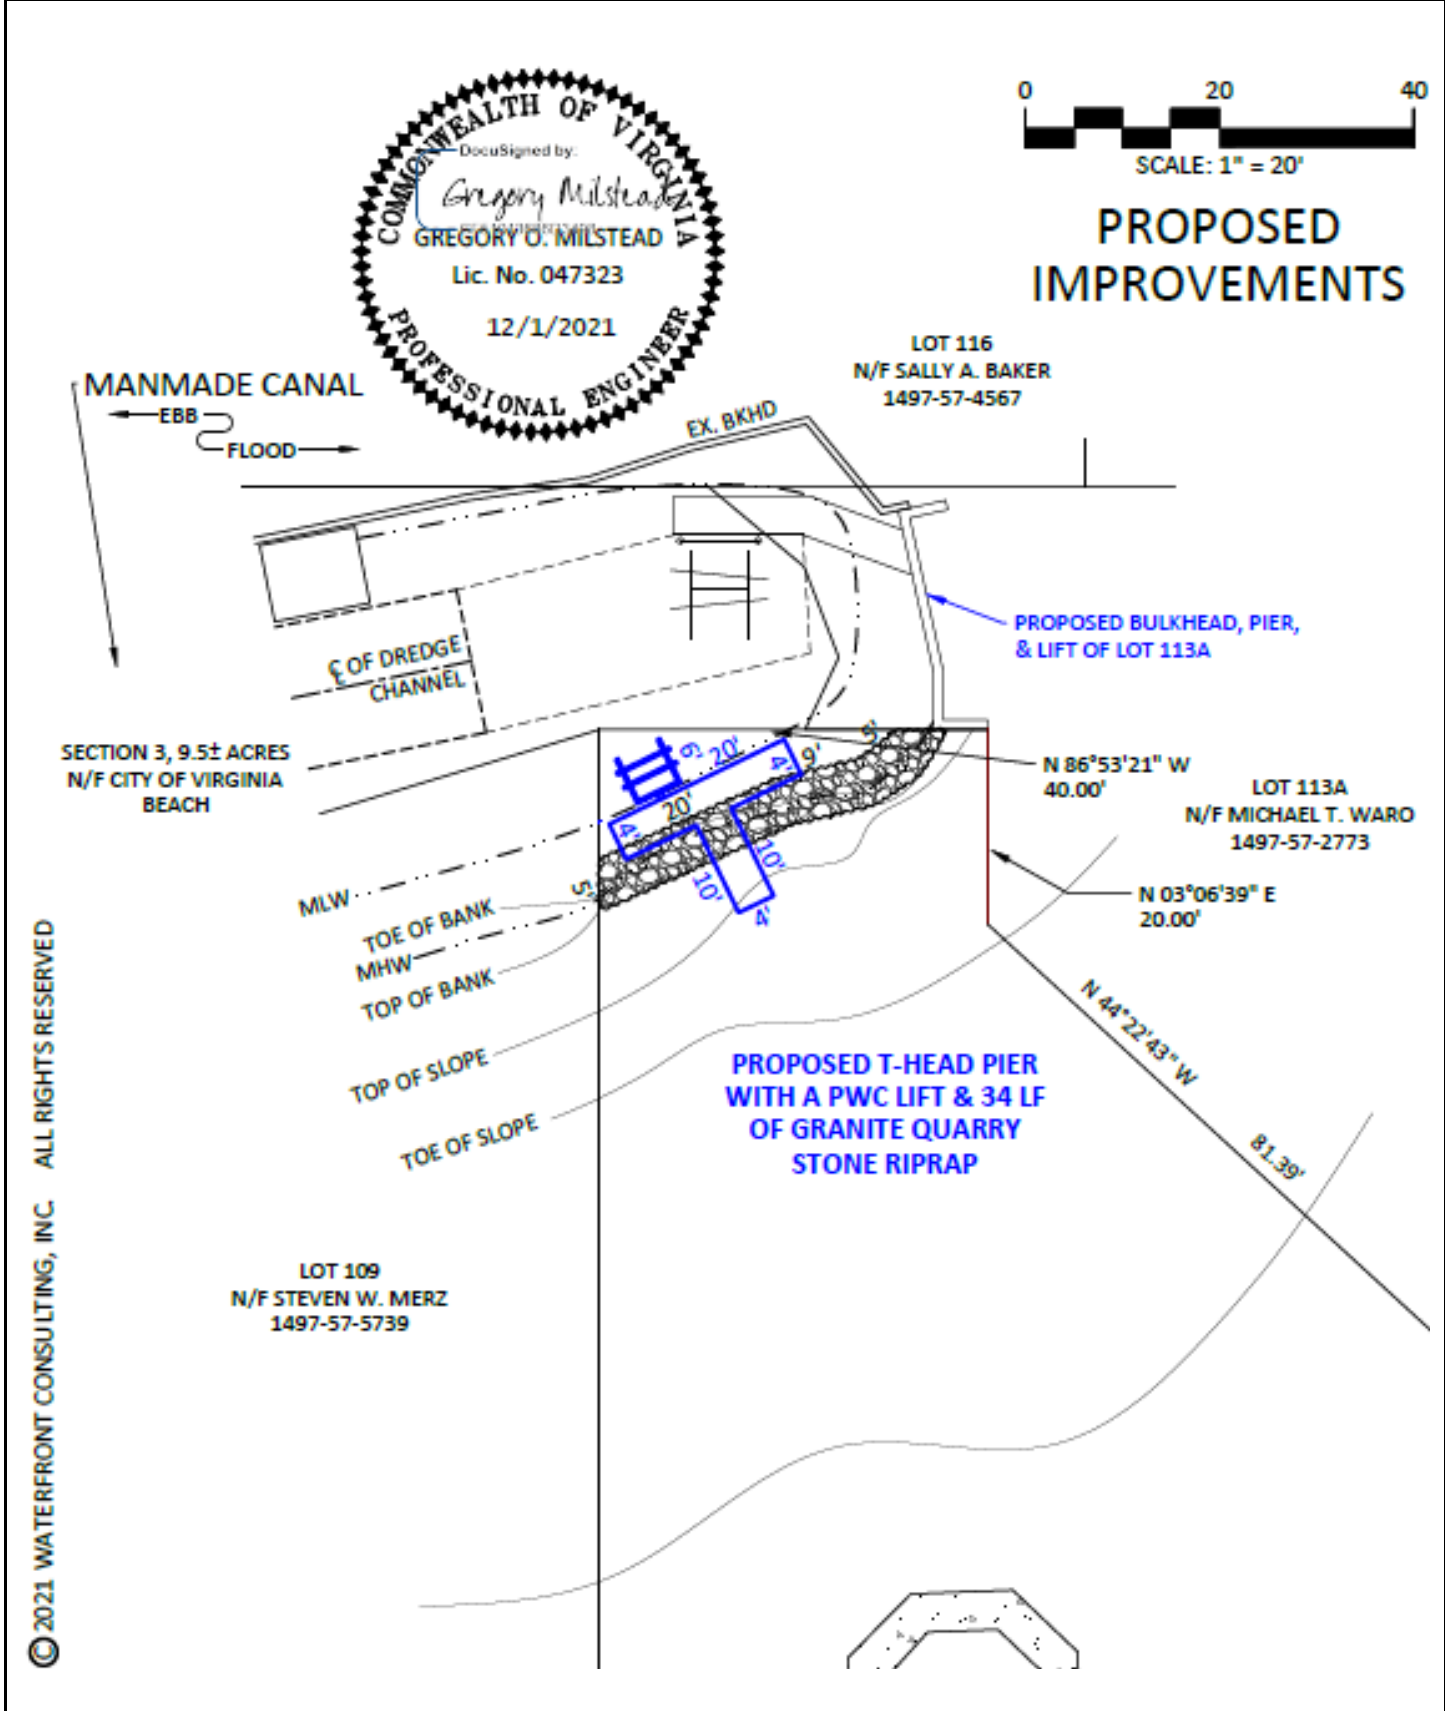 0 20 40
SCALE: 1" = 20'
PROPOSED
IMPROVEMENTS
COMMONWEALTH OF VIRGINIA
DocuSigned by:
Gregory Milstead
GREGORY O. MILSTEAD
Lic. No. 047323
12/1/2021
PROFESSIONAL ENGINEER
LOT 116
N/F SALLY A. BAKER
1497-57-4567
MANMADE CANAL
EBB
FLOOD
EX. BKHD
PROPOSED BULKHEAD, PIER,
& LIFT OF LOT 113A
℄ OF DREDGE
CHANNEL
SECTION 3, 9.5± ACRES
N/F CITY OF VIRGINIA
BEACH
6'
20'
4'
9'
5'
20'
4'
10'
10'
4'
5'
N 86°53'21" W
40.00'
LOT 113A
N/F MICHAEL T. WARO
1497-57-2773
N 03°06'39" E
20.00'
MLW
TOE OF BANK
MHW
TOP OF BANK
TOP OF SLOPE
TOE OF SLOPE
N 44°22'43" W
81.39'
PROPOSED T-HEAD PIER
WITH A PWC LIFT & 34 LF
OF GRANITE QUARRY
STONE RIPRAP
LOT 109
N/F STEVEN W. MERZ
1497-57-5739
©2021 WATERFRONT CONSULTING, INC. ALL RIGHTS RESERVED